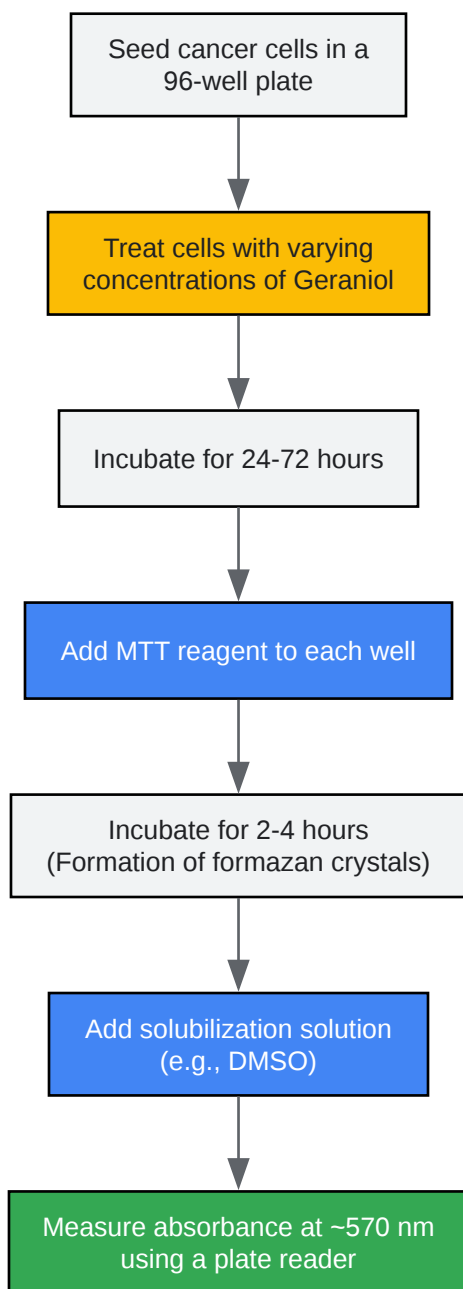 Seed cancer cells in a
96-well plate
Treat cells with varying
concentrations of Geraniol
Incubate for 24-72 hours
Add MTT reagent to each well
Incubate for 2-4 hours
(Formation of formazan crystals)
Add solubilization solution
(e.g., DMSO)
Measure absorbance at ~570 nm
using a plate reader